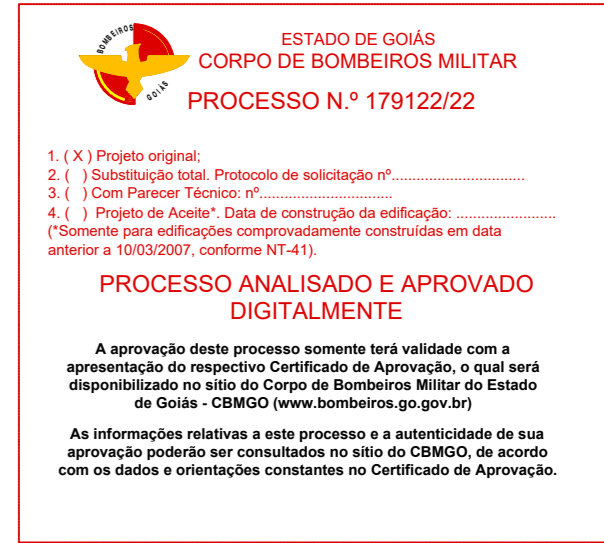 BOMBEIROS
GOIÁS
ESTADO DE GOIÁS
CORPO DE BOMBEIROS MILITAR
PROCESSO N.º 179122/22
1. ( X ) Projeto original;
2. (   ) Substituição total. Protocolo de solicitação nº................................
3. (   ) Com Parecer Técnico: nº................................
4. (   )  Projeto de Aceite*. Data de construção da edificação: ........................
(*Somente para edificações comprovadamente construídas em data
anterior a 10/03/2007, conforme NT-41).
PROCESSO ANALISADO E APROVADO
DIGITALMENTE
A aprovação deste processo somente terá validade com a
apresentação do respectivo Certificado de Aprovação, o qual será
disponibilizado no sítio do Corpo de Bombeiros Militar do Estado
de Goiás - CBMGO (www.bombeiros.go.gov.br)
As informações relativas a este processo e a autenticidade de sua
aprovação poderão ser consultados no sítio do CBMGO, de acordo
com os dados e orientações constantes no Certificado de Aprovação.